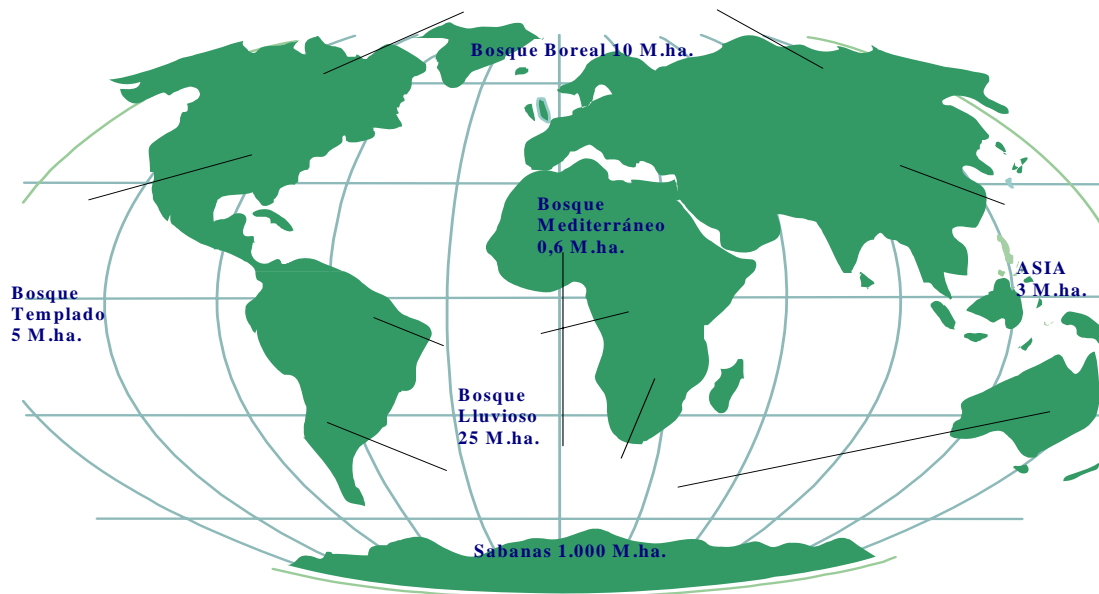 Bosque Boreal 10 M.ha.
Bosque
Mediterráneo
0,6 M.ha.
ASIA
3 M.ha.
Bosque
Templado
5 M.ha.
Bosque
Lluvioso
25 M.ha.
Sabanas 1.000 M.ha.